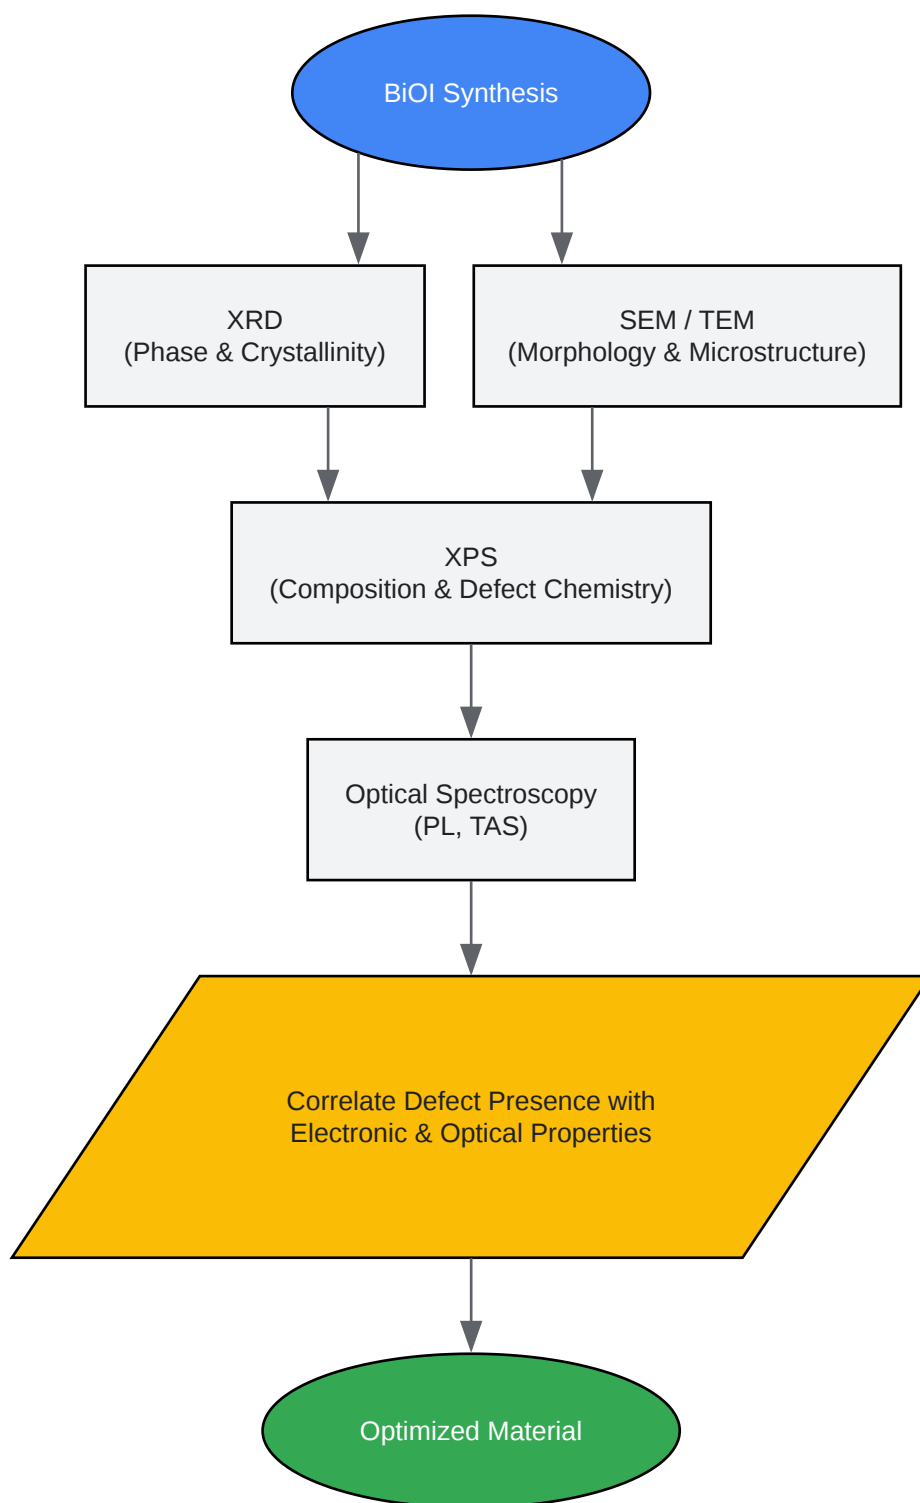 BiOI Synthesis
XRD
(Phase & Crystallinity)
SEM / TEM
(Morphology & Microstructure)
XPS
(Composition & Defect Chemistry)
Optical Spectroscopy
(PL, TAS)
Correlate Defect Presence with
Electronic & Optical Properties
Optimized Material